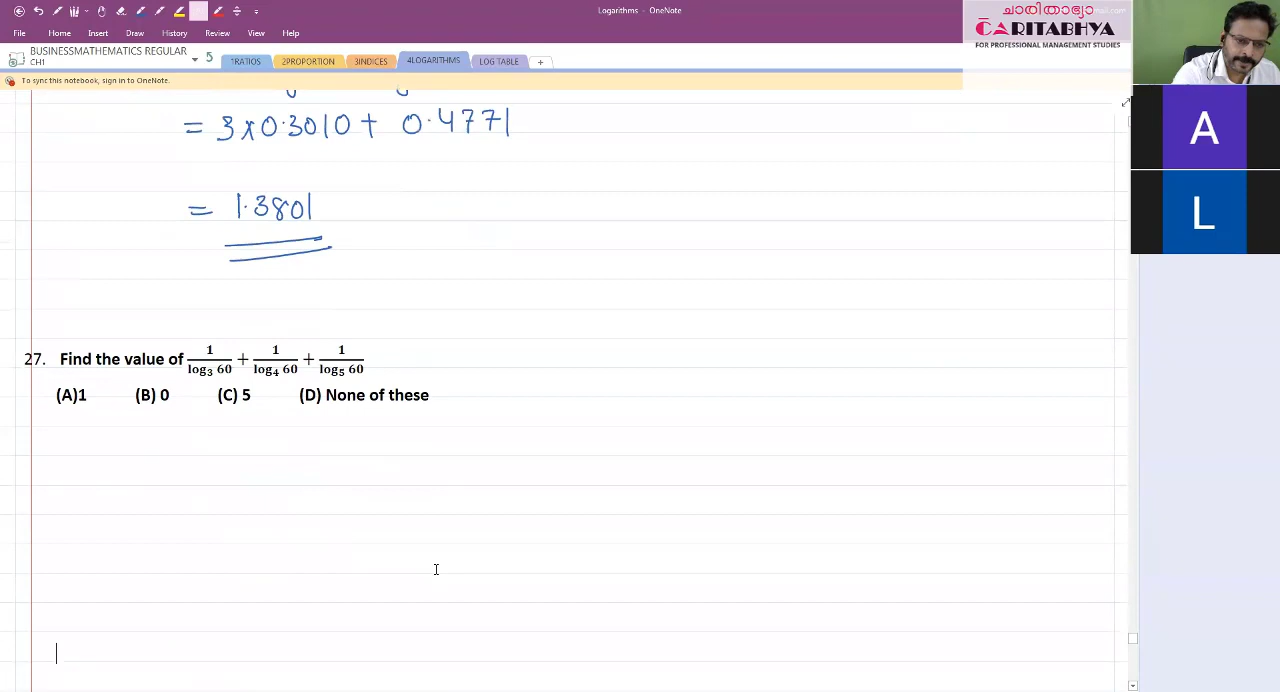 Logarithms - OneNote
ചാരിതാഭ്യാ
mail.com
CARITABHYA
FOR PROFESSIONAL MANAGEMENT STUDIES
File Home Insert Draw History Review View Help
BUSINESSMATHEMATICS REGULAR
CH1
1RATIOS 2PROPORTION 3INDICES 4LOGARITHMS LOG TABLE +
To sync this notebook, sign in to OneNote.
= 3 x 0.3010 + 0.4771
= 1.3801
27. Find the value of 1/log₃ 60 + 1/log₄ 60 + 1/log₅ 60
(A)1 (B) 0 (C) 5 (D) None of these
A
L